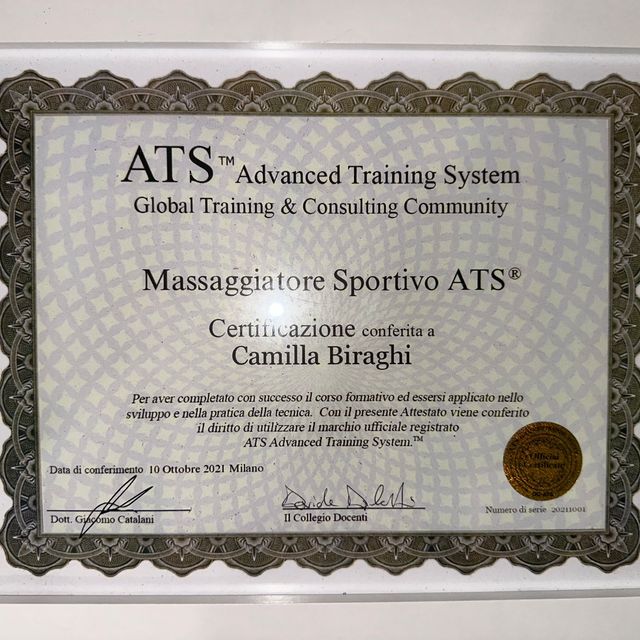 ATS™ Advanced Training System
Global Training & Consulting Community
Massaggiatore Sportivo ATS®
Certificazione conferita a
Camilla Biraghi
Per aver completato con successo il corso formativo ed essersi applicato nello
sviluppo e nella pratica della tecnica. Con il presente Attestato viene conferito
il diritto di utilizzare il marchio ufficiale registrato
ATS Advanced Training System.™
Official
Certificate
Data di conferimento 10 Ottobre 2021 Milano
Dott. Giacomo Catalani
Il Collegio Docenti
Numero di serie 20211001